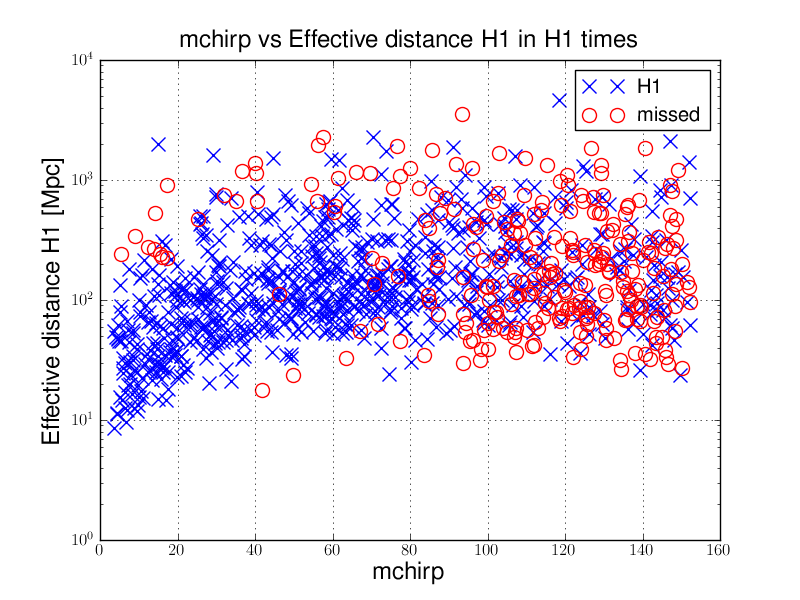 mchirp vs Effective distance H1 in H1 times
H1
missed
Effective distance H1 [Mpc]
10^4
10^3
10^2
10^1
10^0
0 20 40 60 80 100 120 140 160
mchirp